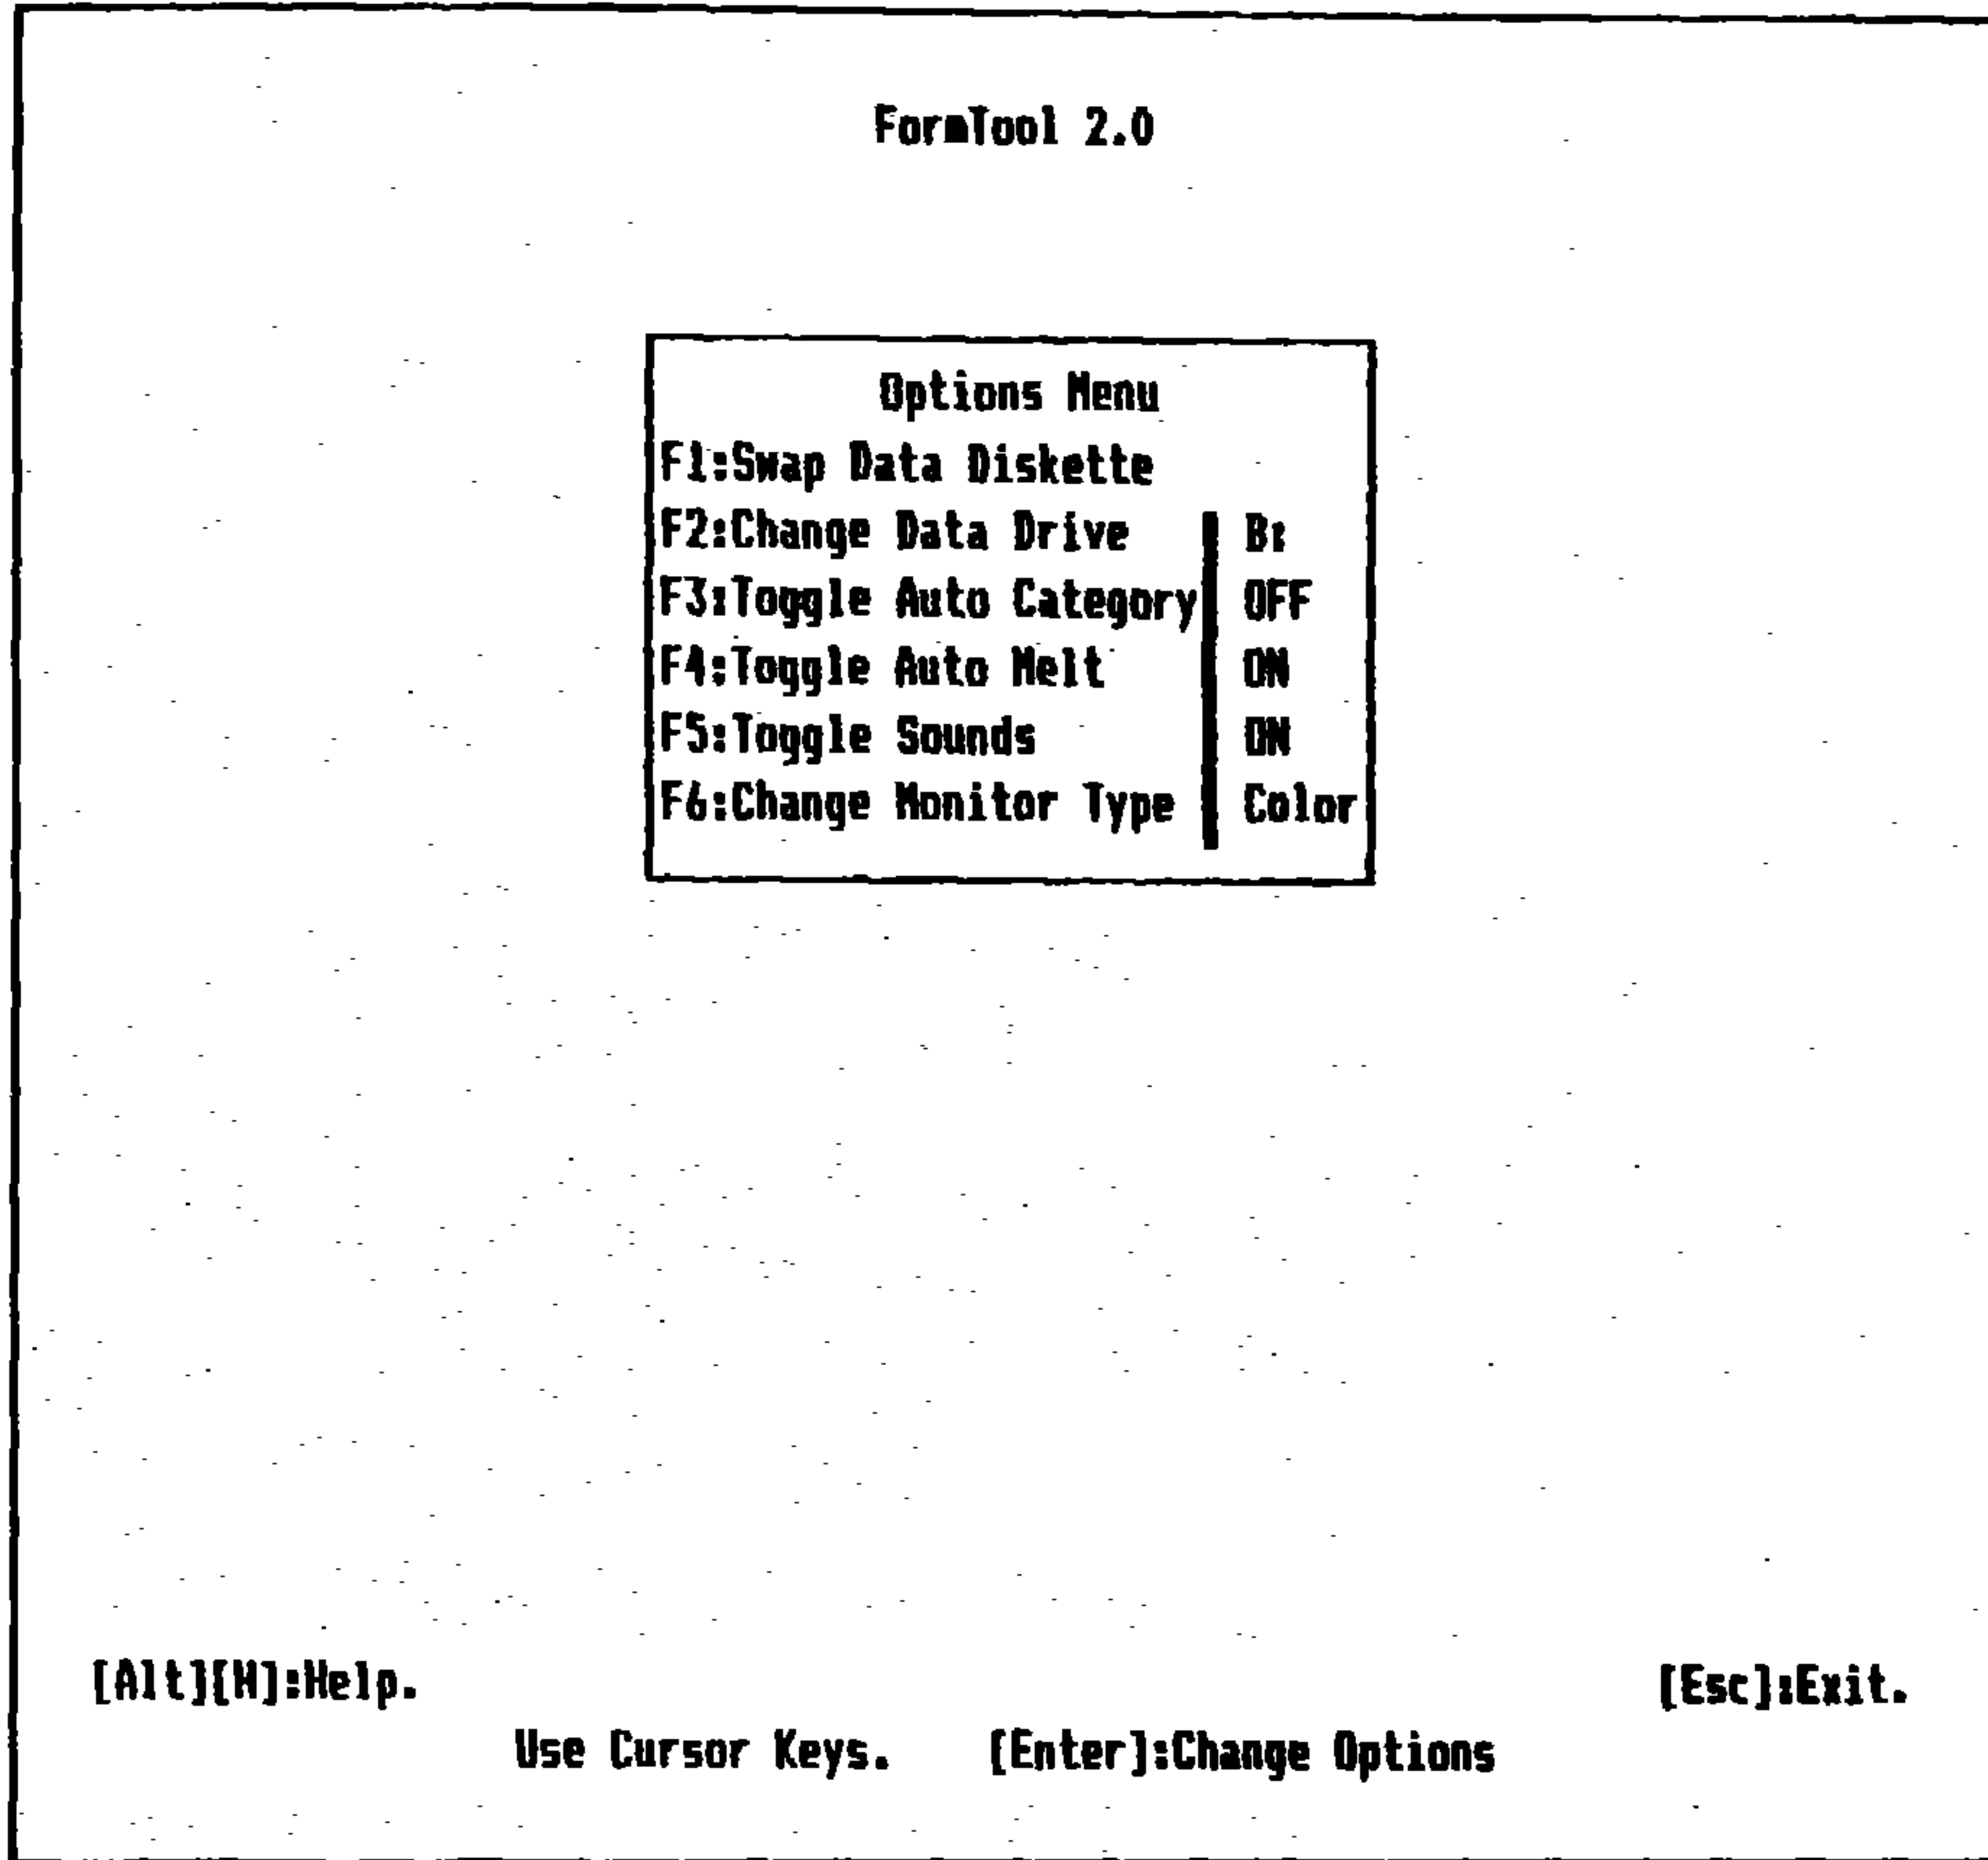 FormTool 2.0
Options Menu
F1:Swap Data Diskette
F2:Change Data Drive B:
F3:Toggle Auto Category OFF
F4:Toggle Auto Melt ON
F5:Toggle Sounds ON
F6:Change Monitor Type Color
[Alt][H]:Help. [Esc]:Exit.
Use Cursor Keys. [Enter]:Change Options